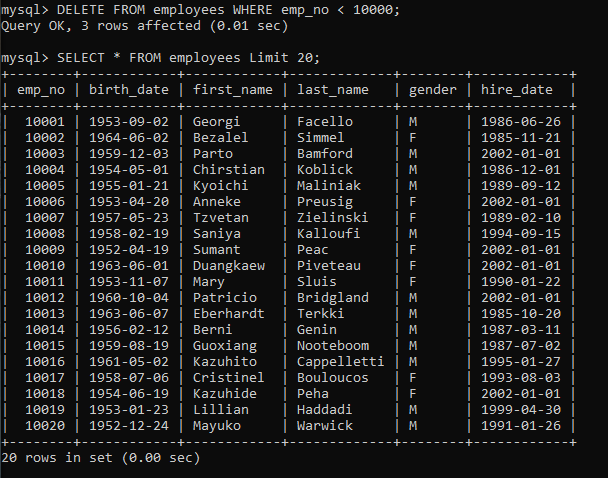 mysql> DELETE FROM employees WHERE emp_no < 10000;
Query OK, 3 rows affected (0.01 sec)
mysql> SELECT * FROM employees Limit 20;
+--------+------------+------------+-------------+--------+------------+
| emp_no | birth_date | first_name | last_name   | gender | hire_date  |
+--------+------------+------------+-------------+--------+------------+
|  10001 | 1953-09-02 | Georgi     | Facello     | M      | 1986-06-26 |
|  10002 | 1964-06-02 | Bezalel    | Simmel      | F      | 1985-11-21 |
|  10003 | 1959-12-03 | Parto      | Bamford     | M      | 2002-01-01 |
|  10004 | 1954-05-01 | Chirstian  | Koblick     | M      | 1986-12-01 |
|  10005 | 1955-01-21 | Kyoichi    | Maliniak    | M      | 1989-09-12 |
|  10006 | 1953-04-20 | Anneke     | Preusig     | F      | 2002-01-01 |
|  10007 | 1957-05-23 | Tzvetan    | Zielinski   | F      | 1989-02-10 |
|  10008 | 1958-02-19 | Saniya     | Kalloufi    | M      | 1994-09-15 |
|  10009 | 1952-04-19 | Sumant     | Peac        | F      | 2002-01-01 |
|  10010 | 1963-06-01 | Duangkaew  | Piveteau    | F      | 2002-01-01 |
|  10011 | 1953-11-07 | Mary       | Sluis       | F      | 1990-01-22 |
|  10012 | 1960-10-04 | Patricio   | Bridgland   | M      | 2002-01-01 |
|  10013 | 1963-06-07 | Eberhardt  | Terkki      | M      | 1985-10-20 |
|  10014 | 1956-02-12 | Berni      | Genin       | M      | 1987-03-11 |
|  10015 | 1959-08-19 | Guoxiang   | Nooteboom   | M      | 1987-07-02 |
|  10016 | 1961-05-02 | Kazuhito   | Cappelletti | M      | 1995-01-27 |
|  10017 | 1958-07-06 | Cristinel  | Bouloucos   | F      | 1993-08-03 |
|  10018 | 1954-06-19 | Kazuhide   | Peha        | F      | 2002-01-01 |
|  10019 | 1953-01-23 | Lillian    | Haddadi     | M      | 1999-04-30 |
|  10020 | 1952-12-24 | Mayuko     | Warwick     | M      | 1991-01-26 |
+--------+------------+------------+-------------+--------+------------+
20 rows in set (0.00 sec)